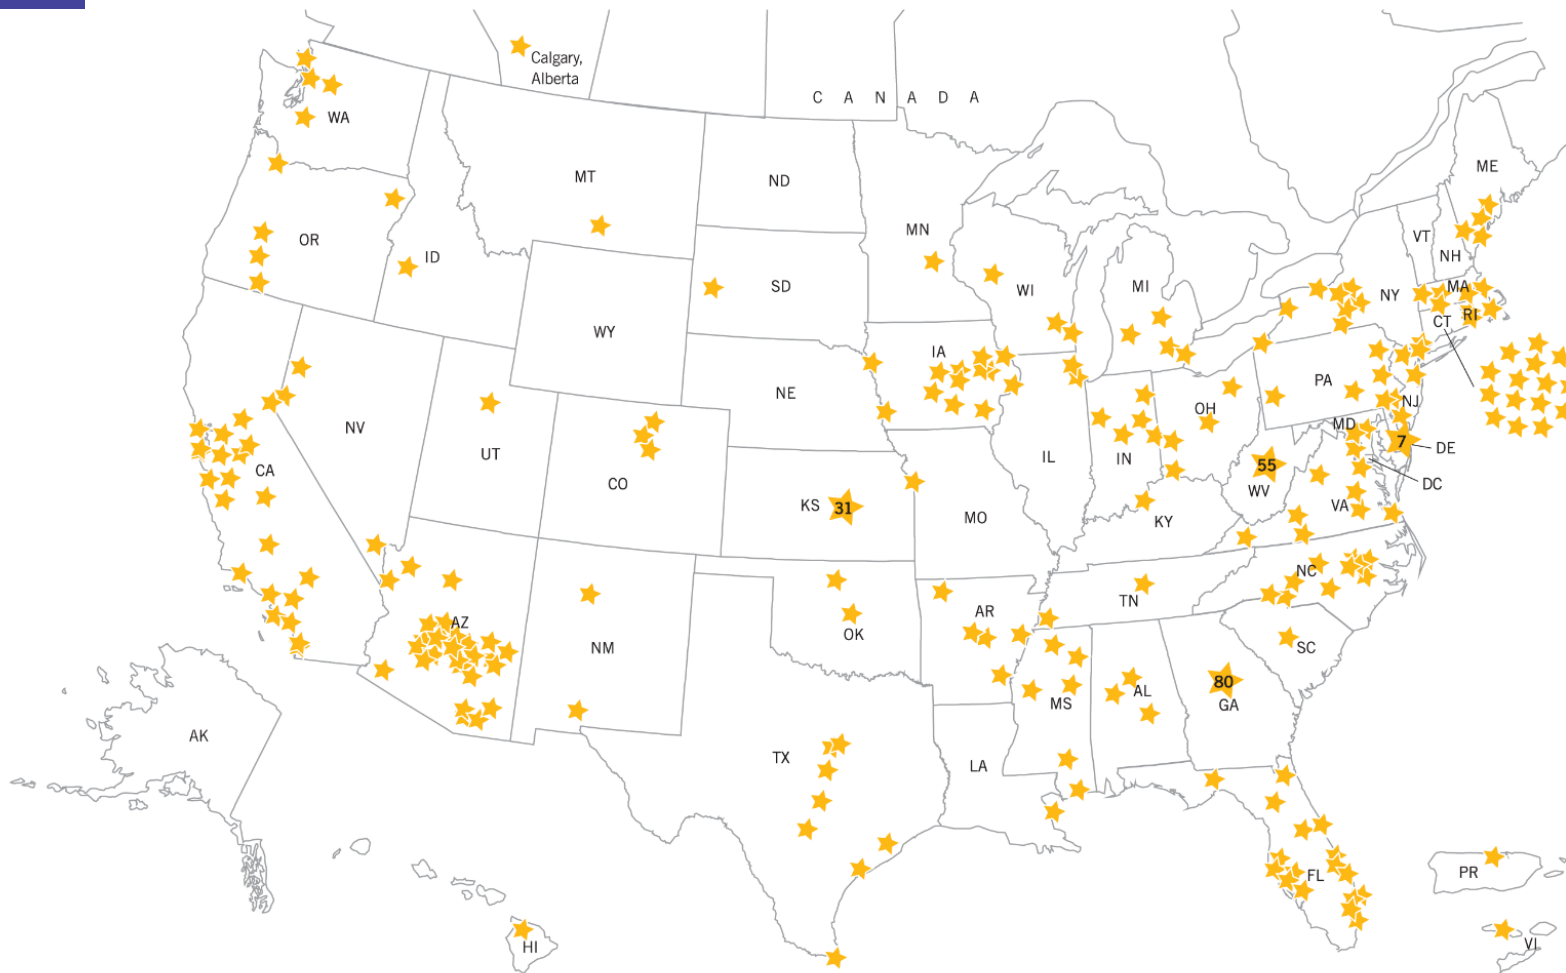 Calgary,
Alberta
C A N A D A
WA
MT
ND
ME
MN
VT
OR
ID
NH
SD
WI
MI
NY
MA
RI
CT
WY
IA
NE
PA
OH
NJ
NV
MD
7
DE
UT
CO
CA
IL
IN
55
WV
DC
KS
31
MO
KY
VA
NC
TN
AZ
AR
OK
NM
SC
80
GA
MS
AL
AK
TX
LA
FL
PR
HI
VI